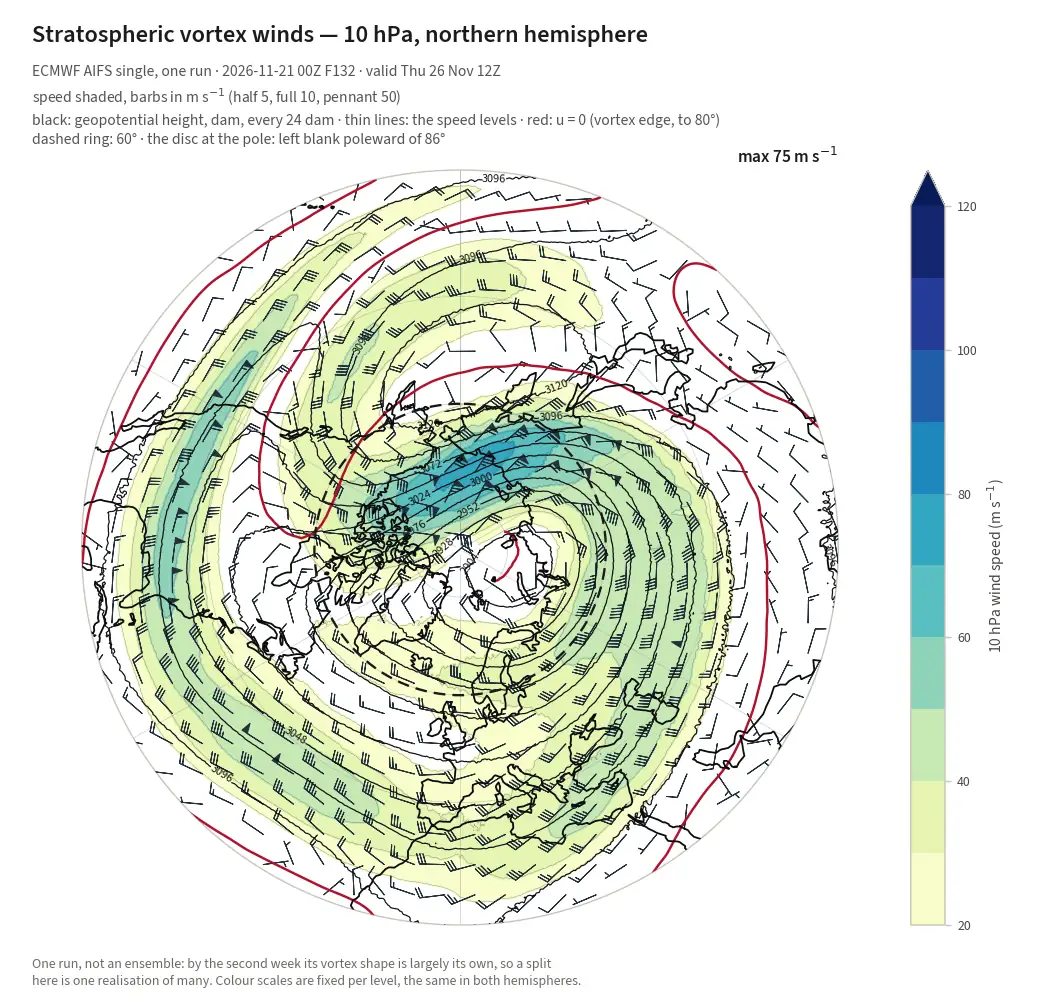 Stratospheric vortex winds — 10 hPa, northern hemisphere
ECMWF AIFS single, one run · 2026-11-21 00Z F132 · valid Thu 26 Nov 12Z
speed shaded, barbs in m s⁻¹ (half 5, full 10, pennant 50)
black: geopotential height, dam, every 24 dam · thin lines: the speed levels · red: u = 0 (vortex edge, to 80°)
dashed ring: 60° · the disc at the pole: left blank poleward of 86°
max 75 m s⁻¹
3096
3096
3120
3096
3072
3000
3024
2952
2928
3048
3096
120
100
80
60
40
20
10 hPa wind speed (m s⁻¹)
One run, not an ensemble: by the second week its vortex shape is largely its own, so a split
here is one realisation of many. Colour scales are fixed per level, the same in both hemispheres.